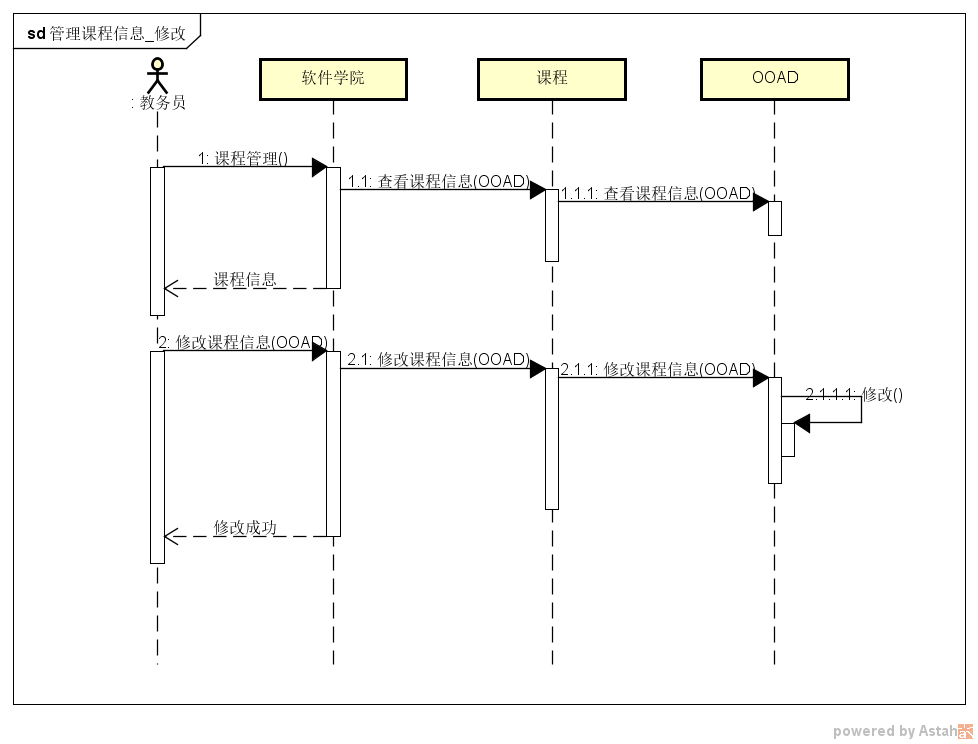 sd 管理课程信息_修改
: 教务员
软件学院
课程
OOAD
1: 课程管理()
1.1: 查看课程信息(OOAD)
1.1.1: 查看课程信息(OOAD)
课程信息
2: 修改课程信息(OOAD)
2.1: 修改课程信息(OOAD)
2.1.1: 修改课程信息(OOAD)
2.1.1.1: 修改()
修改成功
powered by Astah